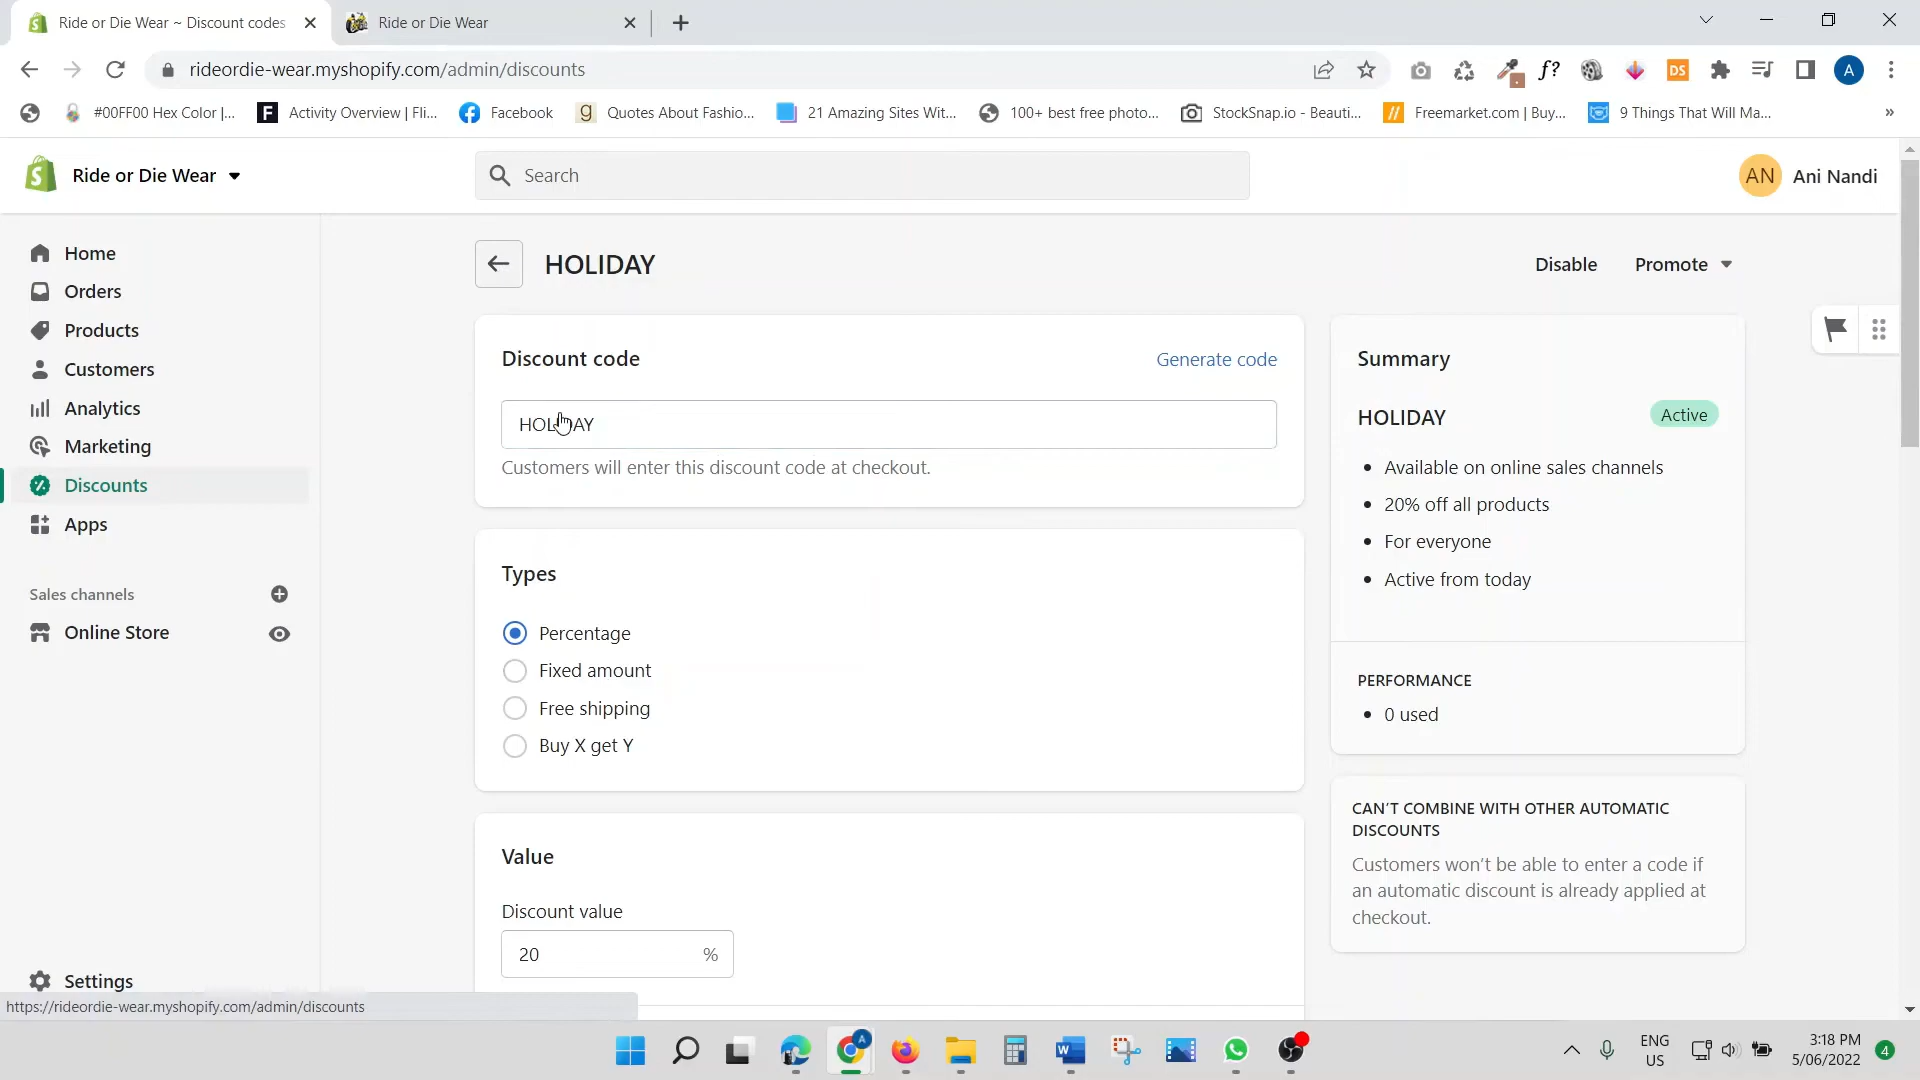 Ride or Die Wear ~ Discount codes
Ride or Die Wear
rideordie-wear.myshopify.com/admin/discounts
f?
DS
A
#00FF00 Hex Color |...
Activity Overview | Fli...
Facebook
Quotes About Fashio...
21 Amazing Sites Wit...
100+ best free photo...
StockSnap.io - Beauti...
Freemarket.com | Buy...
9 Things That Will Ma...
»
Ride or Die Wear
Search
AN
Ani Nandi
Home
Orders
Products
Customers
Analytics
Marketing
Discounts
Apps
Sales channels
Online Store
Settings
HOLIDAY
Disable
Promote
Discount code
Generate code
HOLIDAY
Customers will enter this discount code at checkout.
Types
Percentage
Fixed amount
Free shipping
Buy X get Y
Value
Discount value
20 %
Summary
HOLIDAY
Active
• Available on online sales channels
• 20% off all products
• For everyone
• Active from today
PERFORMANCE
• 0 used
CAN'T COMBINE WITH OTHER AUTOMATIC
DISCOUNTS
Customers won't be able to enter a code if
an automatic discount is already applied at
checkout.
https://rideordie-wear.myshopify.com/admin/discounts
ENG
US
3:18 PM
5/06/2022
4